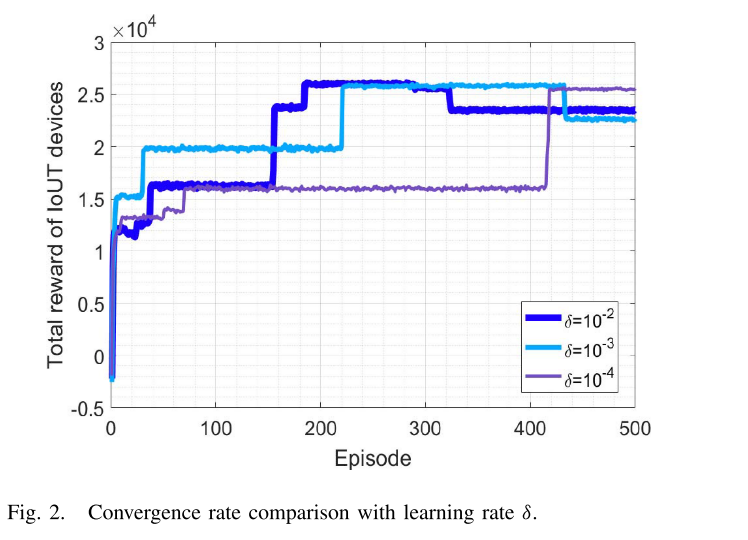 ×10⁴
3
2.5
2
1.5
1
0.5
0
-0.5
Total reward of IoUT devices
0 100 200 300 400 500
Episode
δ=10⁻²
δ=10⁻³
δ=10⁻⁴
Fig. 2. Convergence rate comparison with learning rate δ.